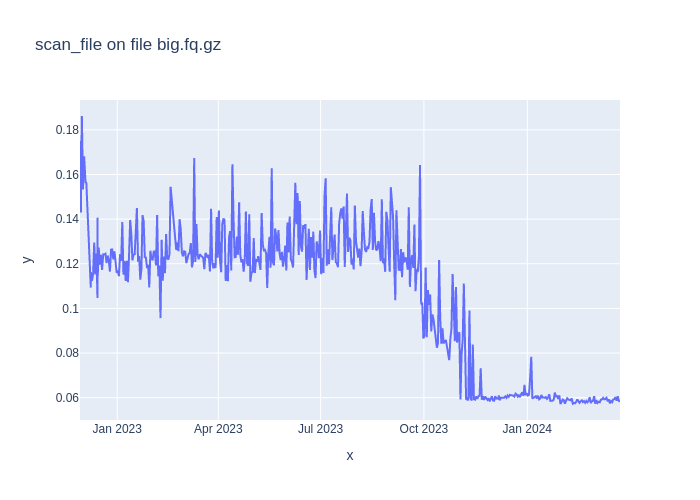 scan_file on file big.fq.gz
0.18
0.16
0.14
0.12
0.1
0.08
0.06
y
Jan 2023
Apr 2023
Jul 2023
Oct 2023
Jan 2024
x